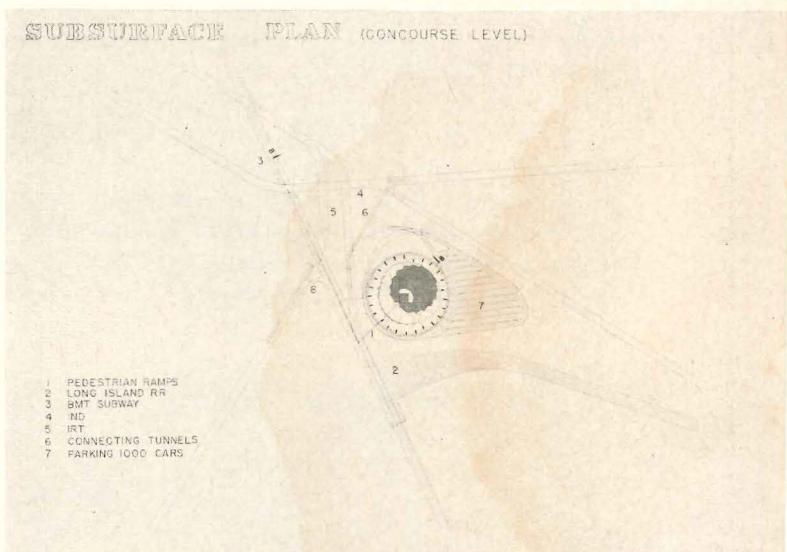 SUBSURFACE PLAN (CONCOURSE LEVEL)
B
3
4
5 6
8
7
1
2
1 PEDESTRIAN RAMPS
2 LONG ISLAND RR
3 BMT SUBWAY
4 IND
5 IRT
6 CONNECTING TUNNELS
7 PARKING 1000 CARS